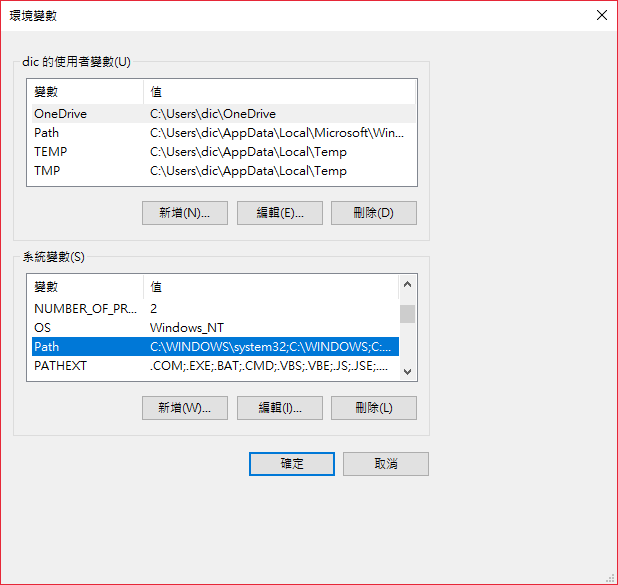 環境變數
dic 的使用者變數(U)
變數 值
OneDrive C:\Users\dic\OneDrive
Path C:\Users\dic\AppData\Local\Microsoft\Win...
TEMP C:\Users\dic\AppData\Local\Temp
TMP C:\Users\dic\AppData\Local\Temp
新增(N)... 編輯(E)... 刪除(D)
系統變數(S)
變數 值
NUMBER_OF_PR... 2
OS Windows_NT
Path C:\WINDOWS\system32;C:\WINDOWS;C:...
PATHEXT .COM;.EXE;.BAT;.CMD;.VBS;.VBE;.JS;.JSE;....
新增(W)... 編輯(I)... 刪除(L)
確定 取消